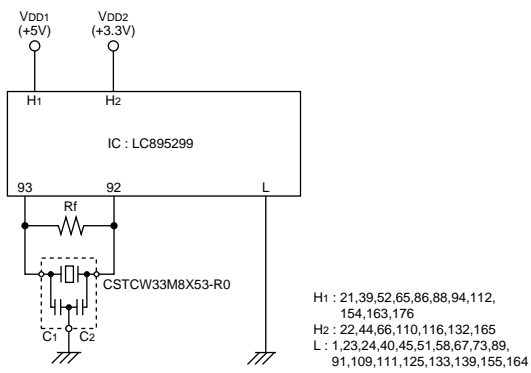 VDD1 VDD2
(+5V) (+3.3V)
H1 H2
IC : LC895299
93 92 L
Rf
CSTCW33M8X53-R0
C1 C2
H1 : 21,39,52,65,86,88,94,112,
154,163,176
H2 : 22,44,66,110,116,132,165
L : 1,23,24,40,45,51,58,67,73,89,
91,109,111,125,133,139,155,164